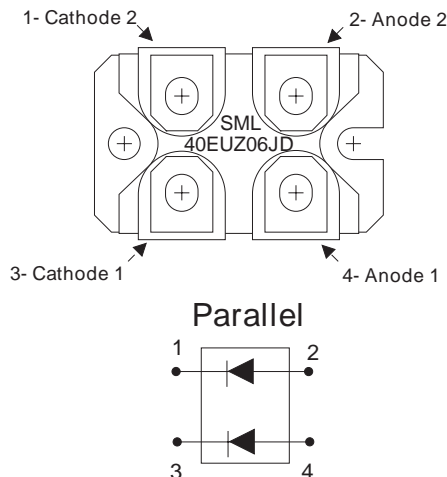 1- Cathode 2
2- Anode 2
SML
40EUZ06JD
3- Cathode 1
4- Anode 1
Parallel
1 2
3 4